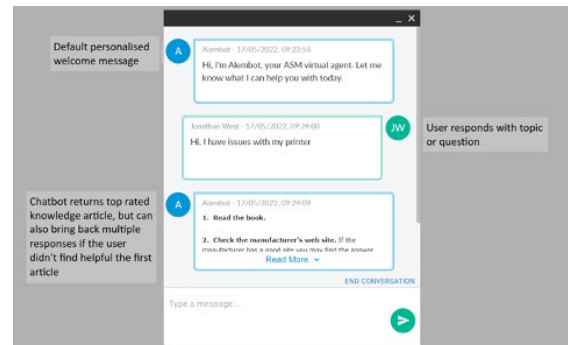 Default personalised
welcome message
A
Alembot - 17/05/2022, 09:23:58
Hi, I'm Alembot, your ASM virtual agent. Let me
know what I can help you with today.
Jonathan West - 17/05/2022, 09:24:08
Hi, I have issues with my printer
JW
User responds with topic
or question
Chatbot returns top rated
knowledge article, but can
also bring back multiple
responses if the user
didn't find helpful the first
article
A
Alembot - 17/05/2022, 09:24:09
1. Read the book.
2. Check the manufacturer's web site. If the
manufacturer has a good site you may find the answer
Read More
END CONVERSATION
Type a message...